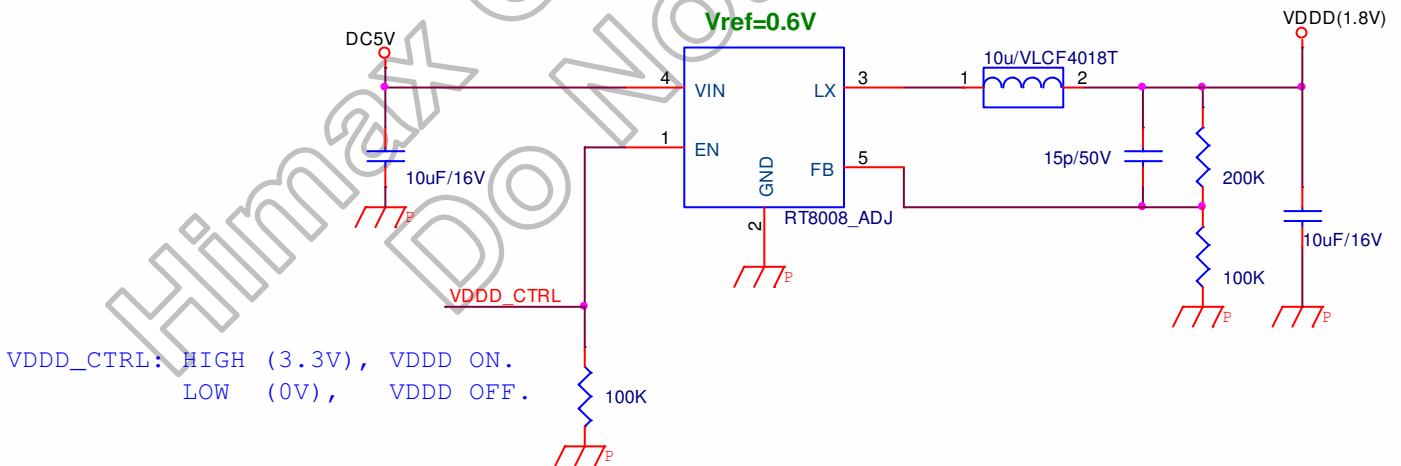 Vref=0.6V
VDDD(1.8V)
DC5V
10u/VLCF4018T
4
VIN
LX
3
1
2
1
EN
10uF/16V
GND
FB
5
15p/50V
200K
2
RT8008_ADJ
10uF/16V
100K
P
P
P
P
VDDD_CTRL
VDDD_CTRL: HIGH (3.3V), VDDD ON.
LOW (0V), VDDD OFF.
100K
P
Himax
Do No